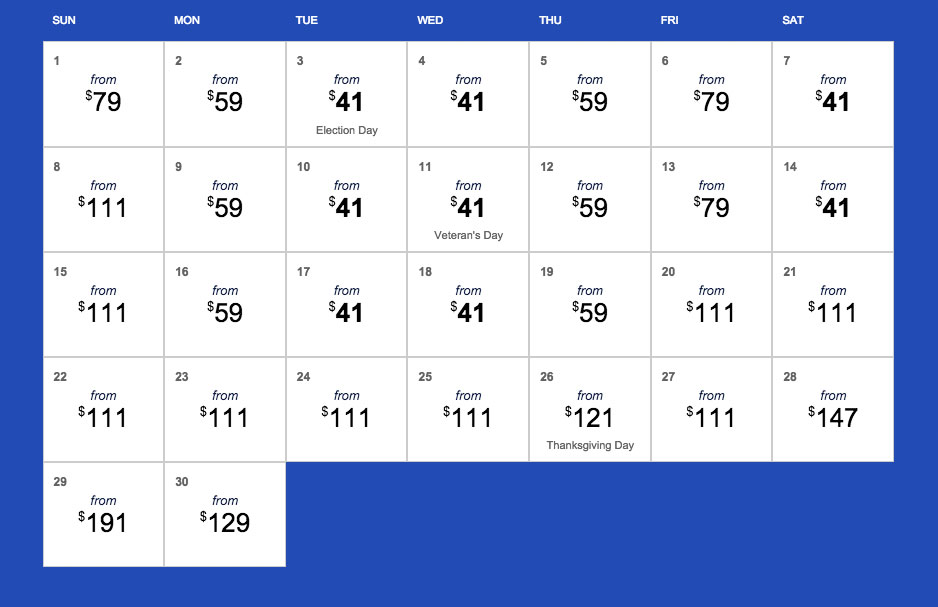 SUN MON TUE WED THU FRI SAT
1 2 3 4 5 6 7
from from from from from from from
$79 $59 $41 $41 $59 $79 $41
Election Day
8 9 10 11 12 13 14
from from from from from from from
$111 $59 $41 $41 $59 $79 $41
Veteran's Day
15 16 17 18 19 20 21
from from from from from from from
$111 $59 $41 $41 $59 $111 $111
22 23 24 25 26 27 28
from from from from from from from
$111 $111 $111 $111 $121 $111 $147
Thanksgiving Day
29 30
from from
$191 $129